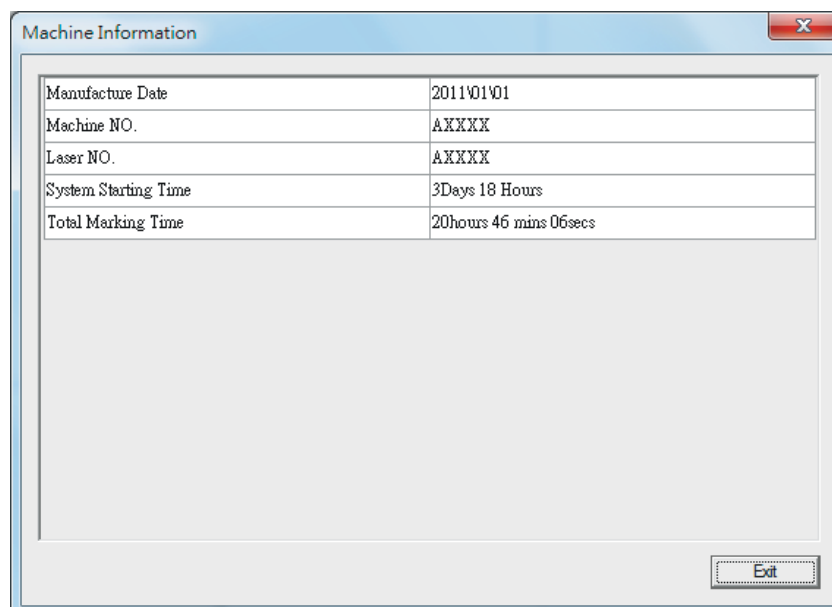 Machine Information
Manufacture Date 2011\01\01
Machine NO. AXXXX
Laser NO. AXXXX
System Starting Time 3Days 18 Hours
Total Marking Time 20hours 46 mins 06secs
Exit